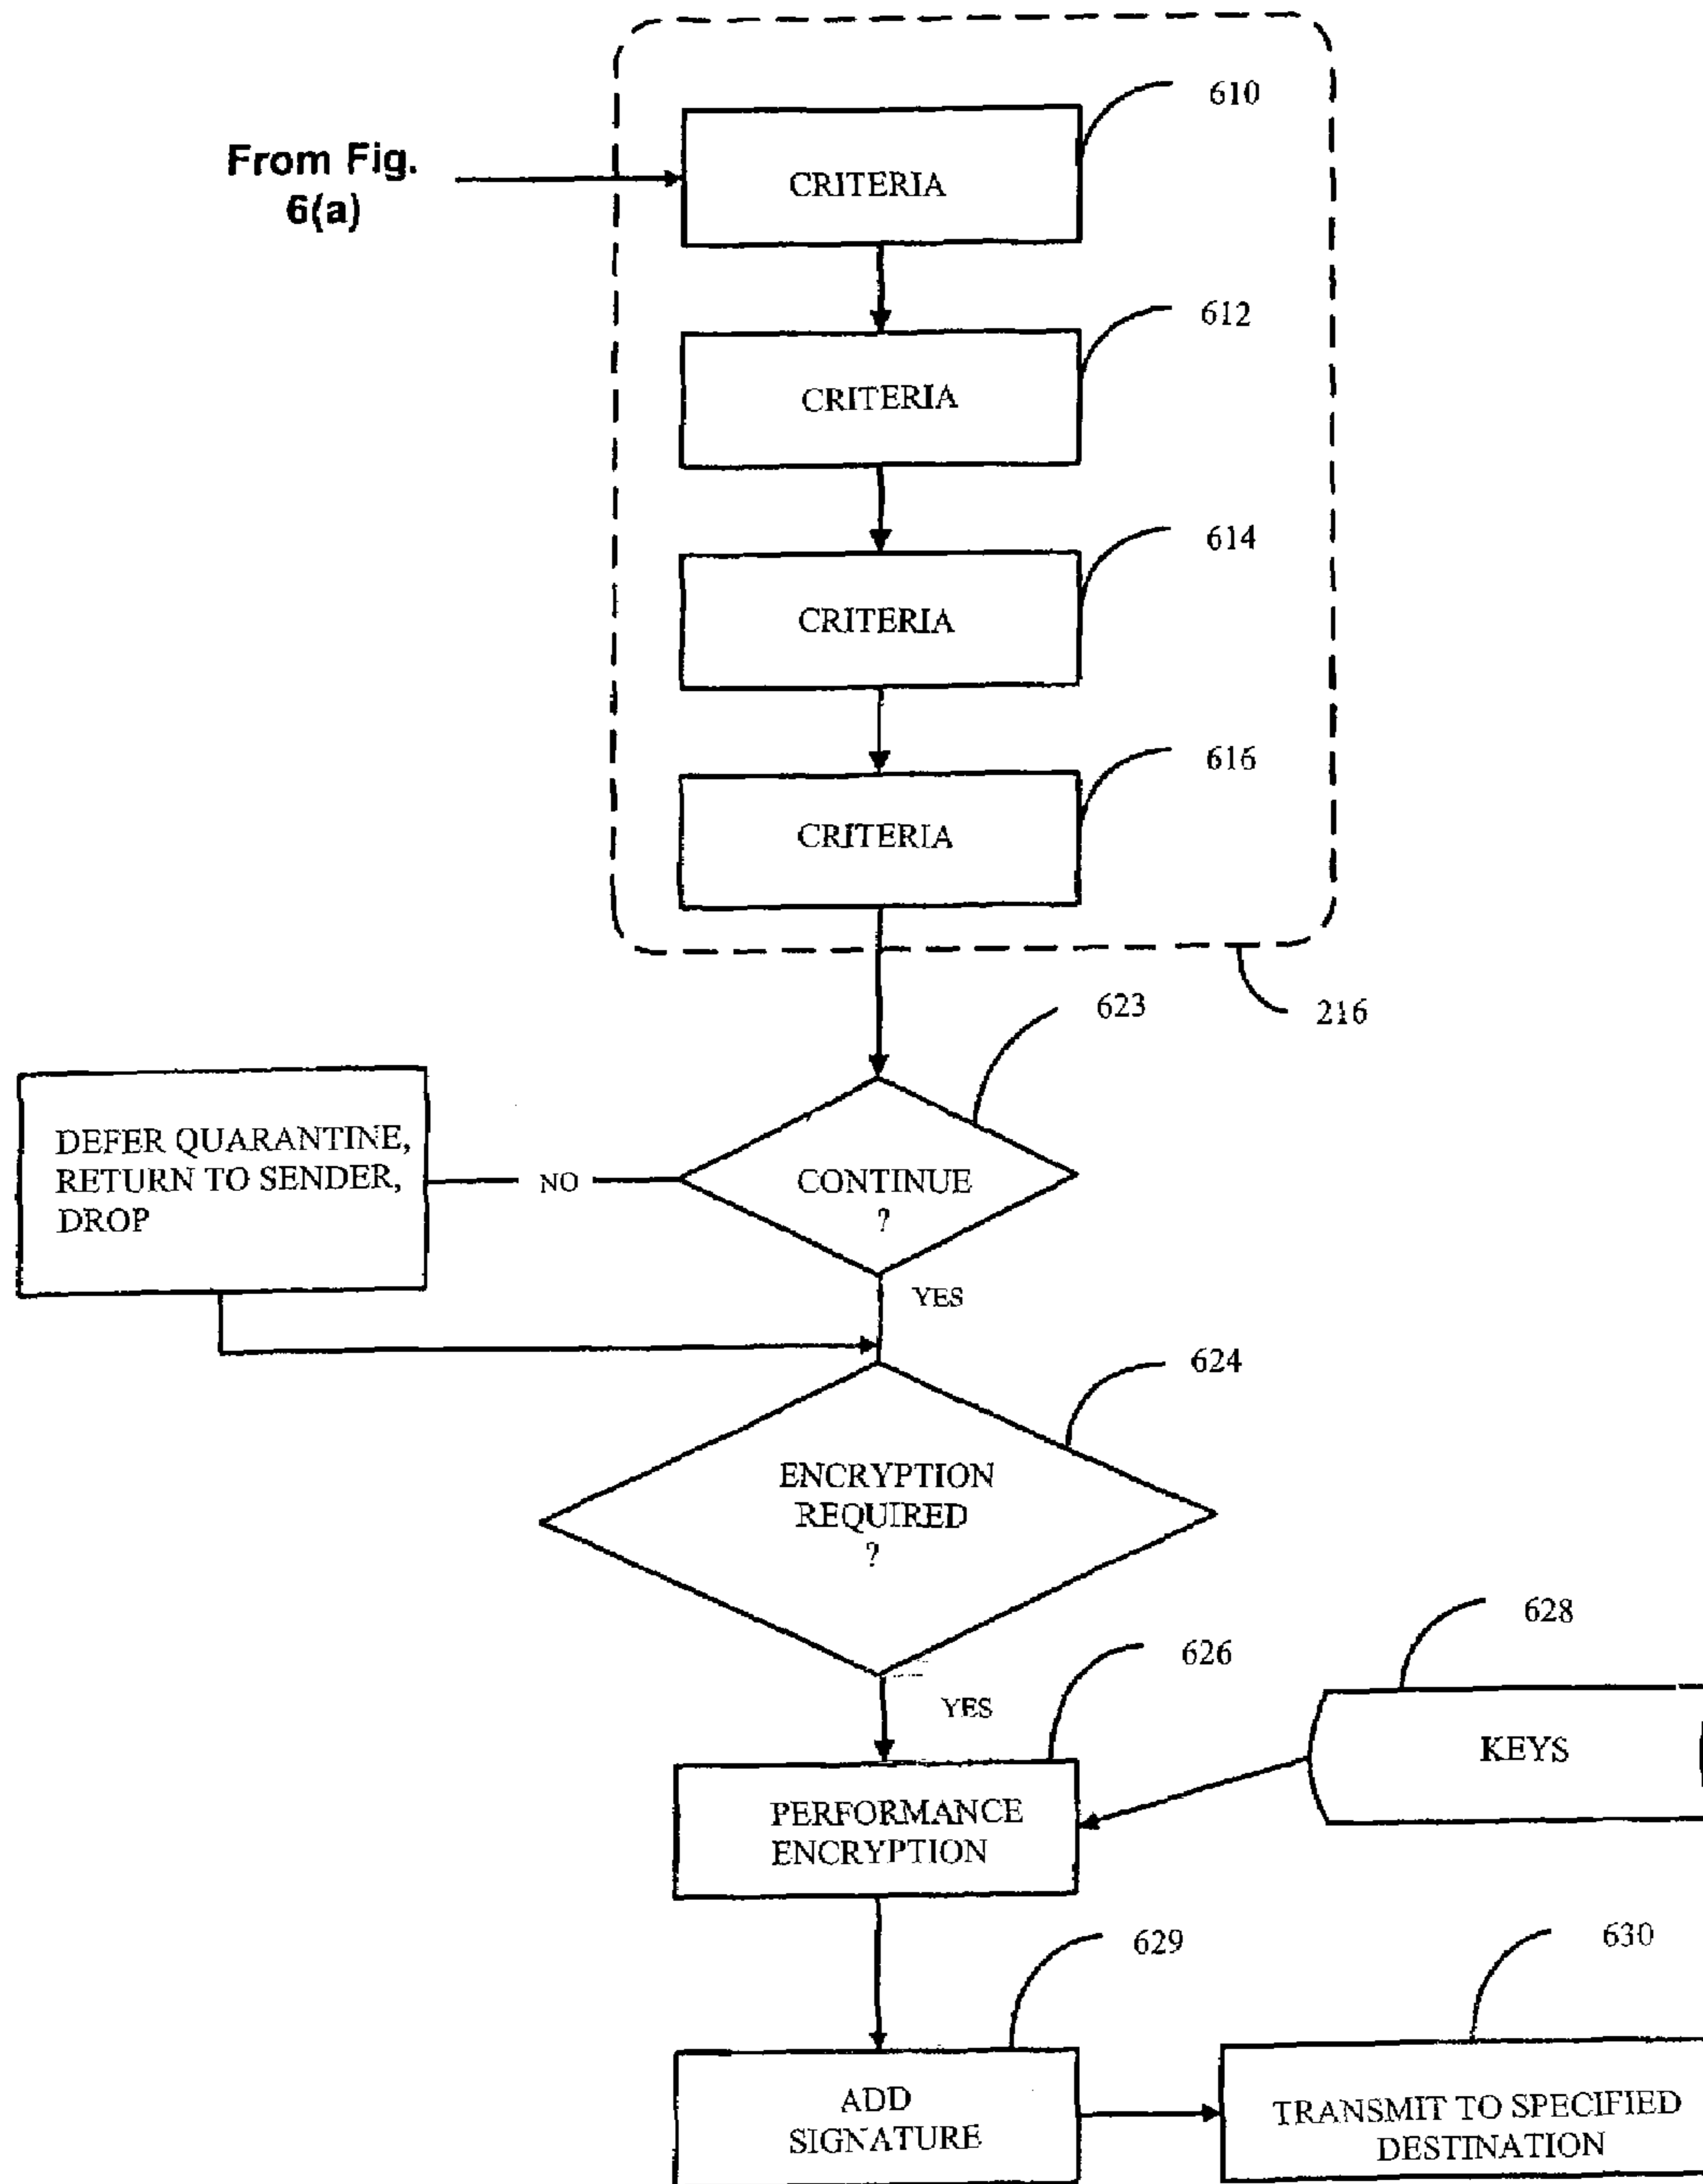 610
From Fig.
6(a)
CRITERIA
612
CRITERIA
614
CRITERIA
616
CRITERIA
216
623
DEFER QUARANTINE,
RETURN TO SENDER,
DROP
NO
CONTINUE
?
YES
624
ENCRYPTION
REQUIRED
?
628
626
YES
KEYS
PERFORMANCE
ENCRYPTION
629
630
ADD
SIGNATURE
TRANSMIT TO SPECIFIED
DESTINATION